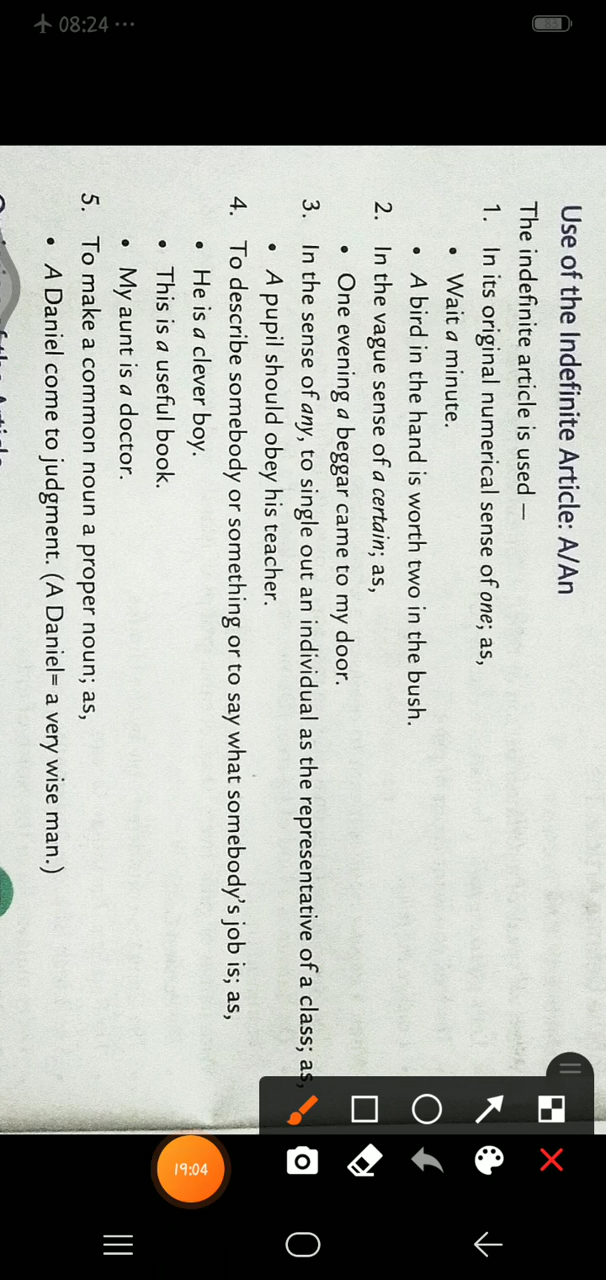 08:24 ...
85
Use of the Indefinite Article: A/An
The indefinite article is used —
1. In its original numerical sense of one; as,
• Wait a minute.
• A bird in the hand is worth two in the bush.
2. In the vague sense of a certain; as,
• One evening a beggar came to my door.
3. In the sense of any, to single out an individual as the representative of a class; as,
• A pupil should obey his teacher.
4. To describe somebody or something or to say what somebody's job is; as,
• He is a clever boy.
• This is a useful book.
• My aunt is a doctor.
5. To make a common noun a proper noun; as,
• A Daniel come to judgment. (A Daniel= a very wise man.)
19:04